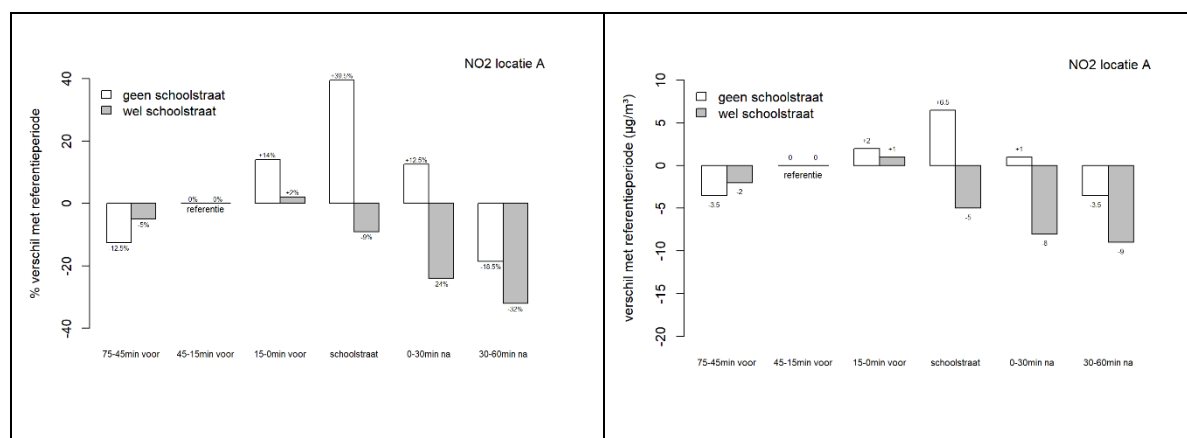 NO2 locatie A
% verschil met referentieperiode
40
20
0
-20
-40
geen schoolstraat
wel schoolstraat
12.5%
-5%
0% 0%
referentie
+14%
+2%
+39.5%
-9%
+12.5%
-24%
-18.5%
-32%
75-45min voor 45-15min voor 15-0min voor schoolstraat 0-30min na 30-60min na
NO2 locatie A
verschil met referentieperiode (µg/m³)
10
5
0
-5
-10
-15
-20
geen schoolstraat
wel schoolstraat
-3.5
-2
0 0
referentie
+2
+1
+6.5
-5
+1
-8
-3.5
-9
75-45min voor 45-15min voor 15-0min voor schoolstraat 0-30min na 30-60min na